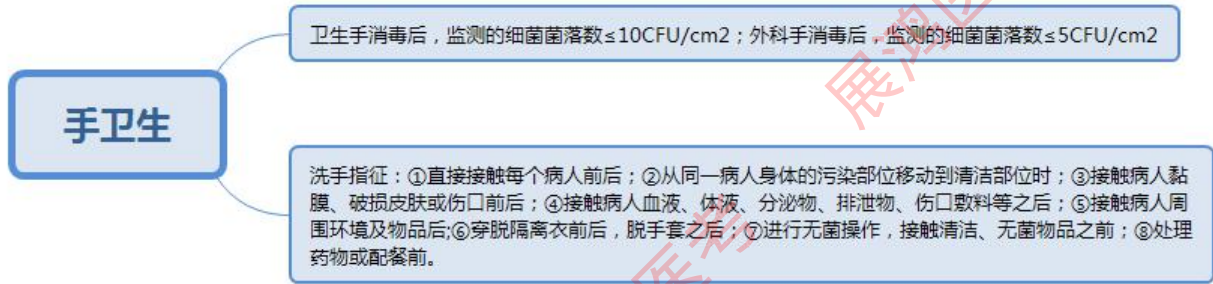 卫生手消毒后，监测的细菌菌落数≤10CFU/cm2；外科手消毒后，监测的细菌菌落数≤5CFU/cm2
手卫生
洗手指征：①直接接触每个病人前后；②从同一病人身体的污染部位移动到清洁部位时；③接触病人黏
膜、破损皮肤或伤口前后；④接触病人血液、体液、分泌物、排泄物、伤口敷料等之后；⑤接触病人周
围环境及物品后;⑥穿脱隔离衣前后，脱手套之后；⑦进行无菌操作，接触清洁、无菌物品之前；⑧处理
药物或配餐前。
展鸿医
医考